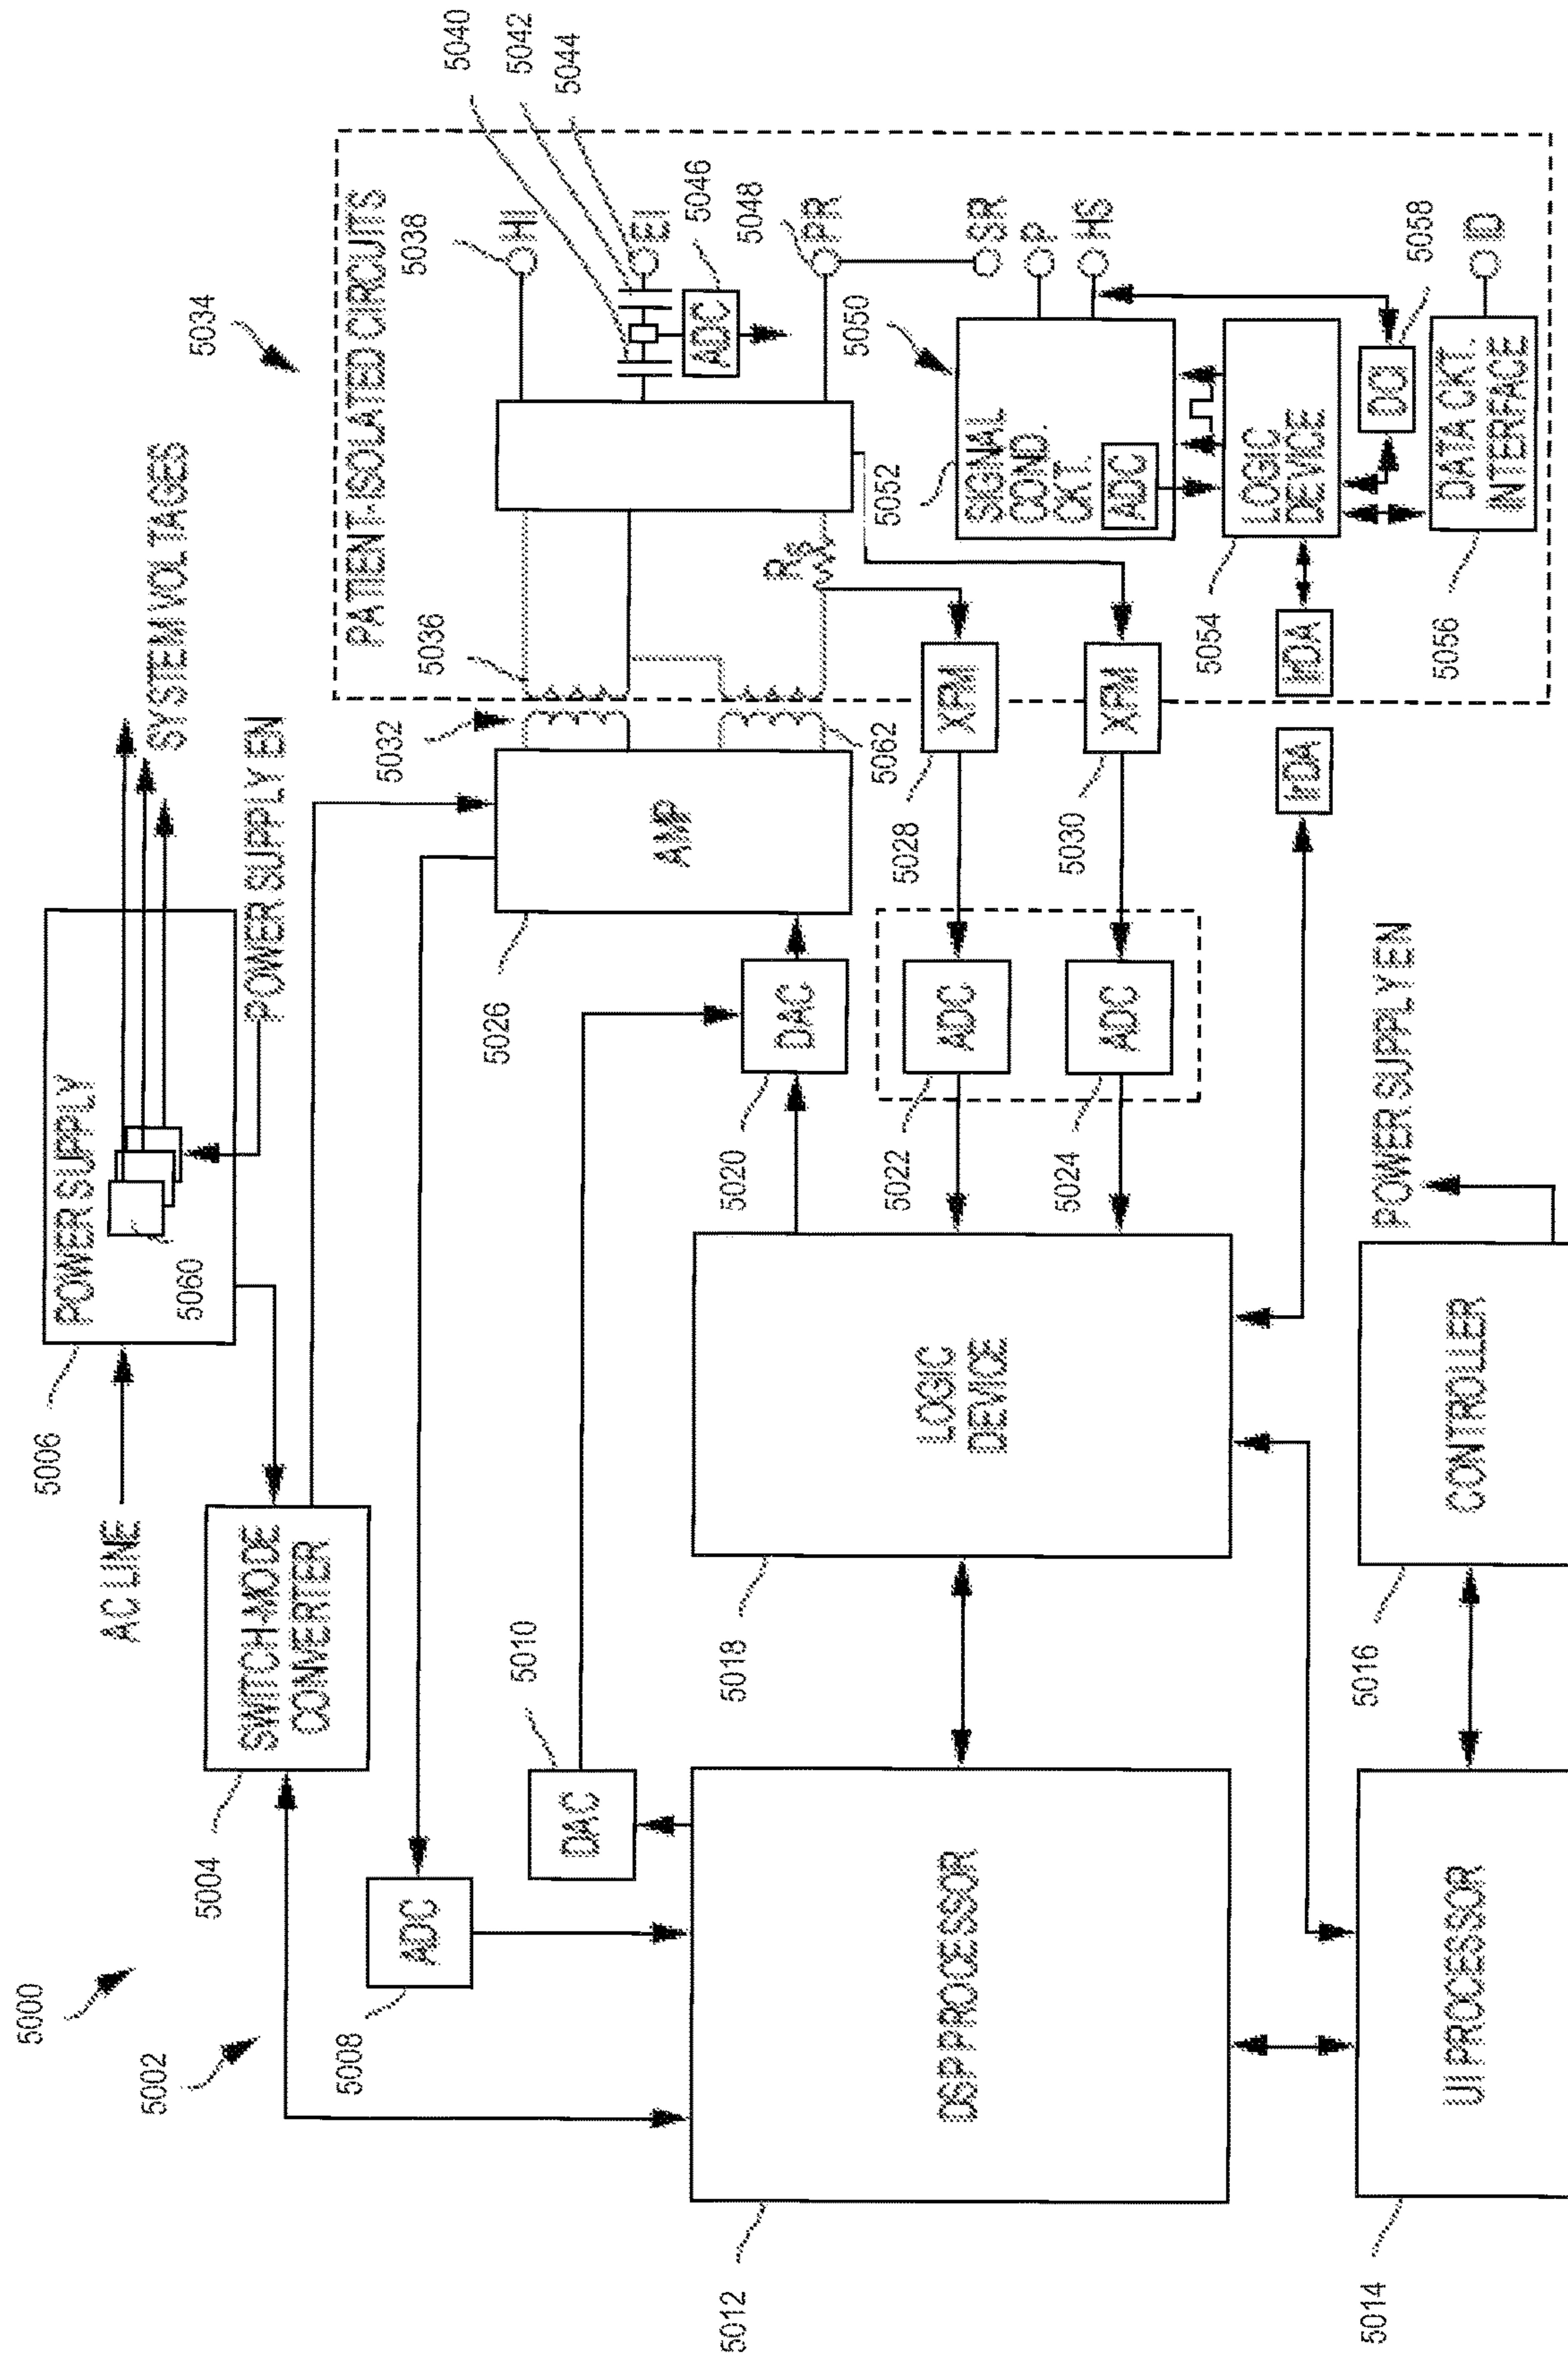 5000
5002
5004
SWITCH-MODE
CONVERTER
AC LINE
5006
POWER SUPPLY
5060
SYSTEM VOLTAGES
POWER SUPPLY EN
5008
ADC
5010
DAC
5012
DSP PROCESSOR
5014
UI PROCESSOR
5016
CONTROLLER
POWER SUPPLY EN
5018
LOGIC
DEVICE
5020
DAC
5022
ADC
5024
ADC
5026
AMP
5028
XFM
5030
XFM
IrDA
IrDA
5032
5062
5034
PATIENT-ISOLATED CIRCUITS
5036
RS
5038
HI
5040
5042
5044
EI
5046
ADC
5048
PR
SR
P
HS
5050
5052
SIGNAL
COND.
CKT.
ADC
5054
LOGIC
DEVICE
5056
DATA CKT.
INTERFACE
5058
DCI
ID